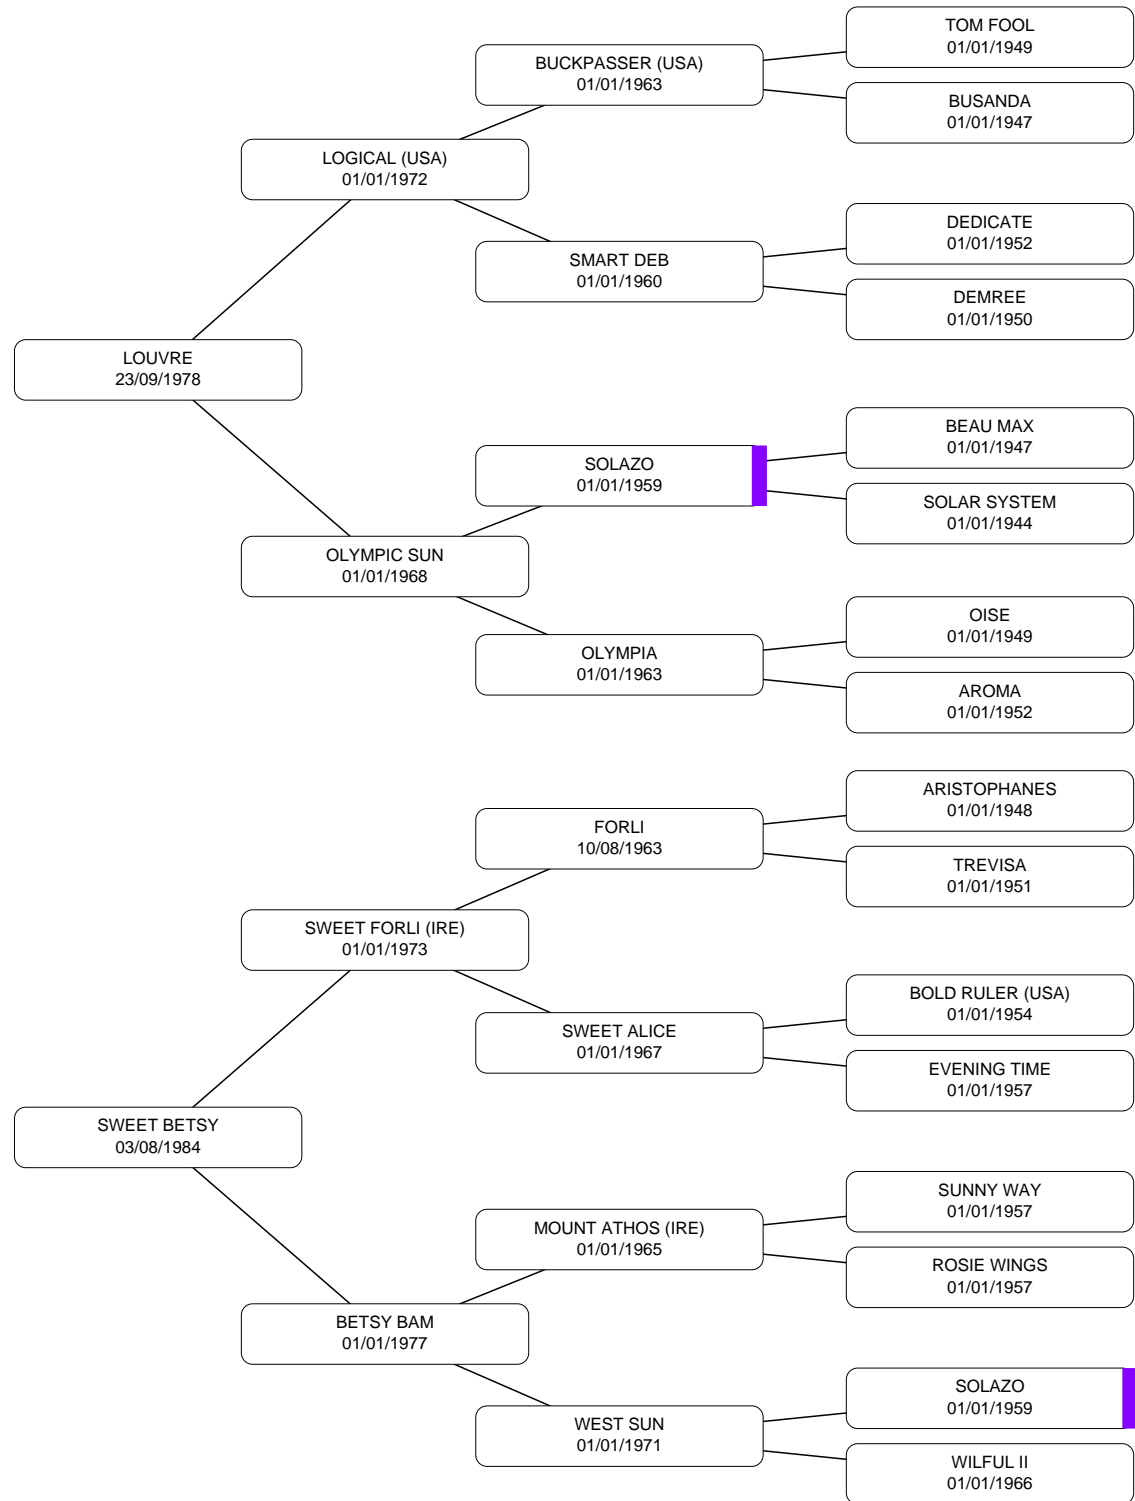 TOM FOOL
01/01/1949
BUCKPASSER (USA)
01/01/1963
BUSANDA
01/01/1947
LOGICAL (USA)
01/01/1972
DEDICATE
01/01/1952
SMART DEB
01/01/1960
DEMREE
01/01/1950
LOUVRE
23/09/1978
BEAU MAX
01/01/1947
SOLAZO
01/01/1959
SOLAR SYSTEM
01/01/1944
OLYMPIC SUN
01/01/1968
OISE
01/01/1949
OLYMPIA
01/01/1963
AROMA
01/01/1952
ARISTOPHANES
01/01/1948
FORLI
10/08/1963
TREVISA
01/01/1951
SWEET FORLI (IRE)
01/01/1973
BOLD RULER (USA)
01/01/1954
SWEET ALICE
01/01/1967
EVENING TIME
01/01/1957
SWEET BETSY
03/08/1984
SUNNY WAY
01/01/1957
MOUNT ATHOS (IRE)
01/01/1965
ROSIE WINGS
01/01/1957
BETSY BAM
01/01/1977
SOLAZO
01/01/1959
WEST SUN
01/01/1971
WILFUL II
01/01/1966